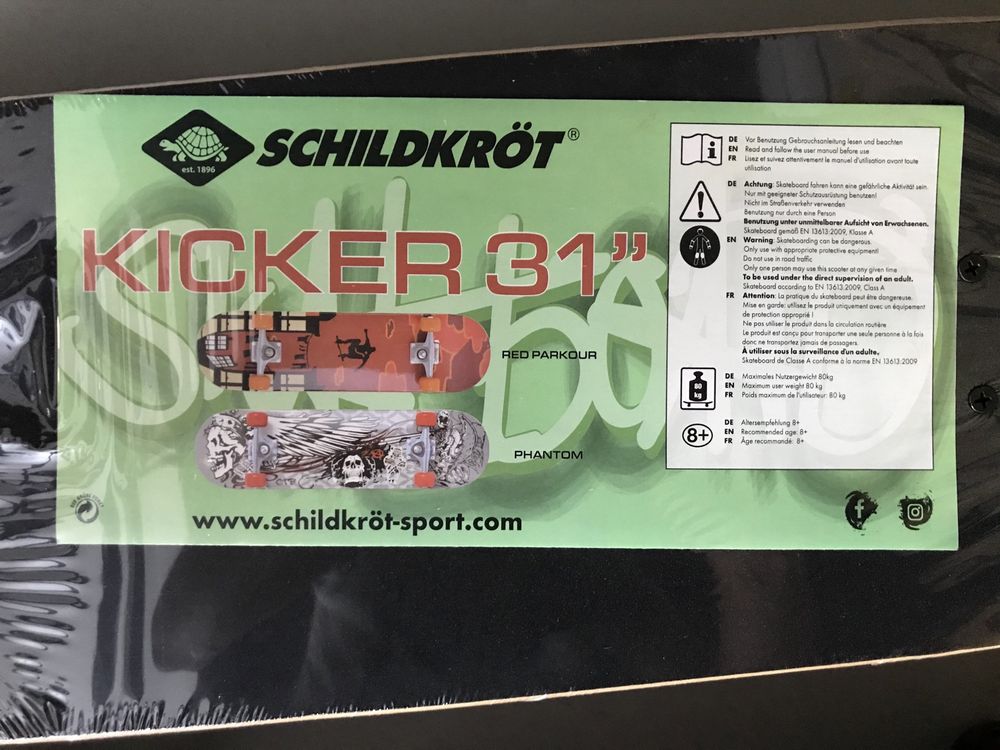 SCHILDKRÖT®
est. 1896
KICKER 31”
Skateboard
RED PARKOUR
PHANTOM
www.schildkröt-sport.com
DE Vor Benutzung Gebrauchsanleitung lesen und beachten
EN Read and follow the user manual before use
FR Lisez et suivez attentivement le manuel d'utilisation avant toute
utilisation
DE Achtung: Skateboard fahren kann eine gefährliche Aktivität sein.
Nur mit geeigneter Schutzausrüstung benutzen!
Nicht im Straßenverkehr verwenden
Benutzung nur durch eine Person
Benutzung unter unmittelbarer Aufsicht von Erwachsenen.
Skateboard gemäß EN 13613:2009, Klasse A
EN Warning: Skateboarding can be dangerous.
Only use with appropriate protective equipment!
Do not use in road traffic
Only one person may use this scooter at any given time
To be used under the direct supervision of an adult.
Skateboard according to EN 13613:2009, Class A
FR Attention: La pratique du skateboard peut être dangereuse.
Mise en garde: utilisez le produit uniquement avec un équipement
de protection approprié !
Ne pas utiliser le produit dans la circulation routière
Le produit est conçu pour transporter une seule personne à la fois
donc ne transportez jamais de passagers.
À utiliser sous la surveillance d'un adulte.
Skateboard de Classe A conforme à la norme EN 13613:2009
80
kg
DE Maximales Nutzergewicht 80kg
EN Maximum user weight 80 kg
FR Poids maximum de l'utilisateur: 80 kg
8+
DE Altersempfehlung 8+
EN Recommended age: 8+
FR Âge recommandé: 8+